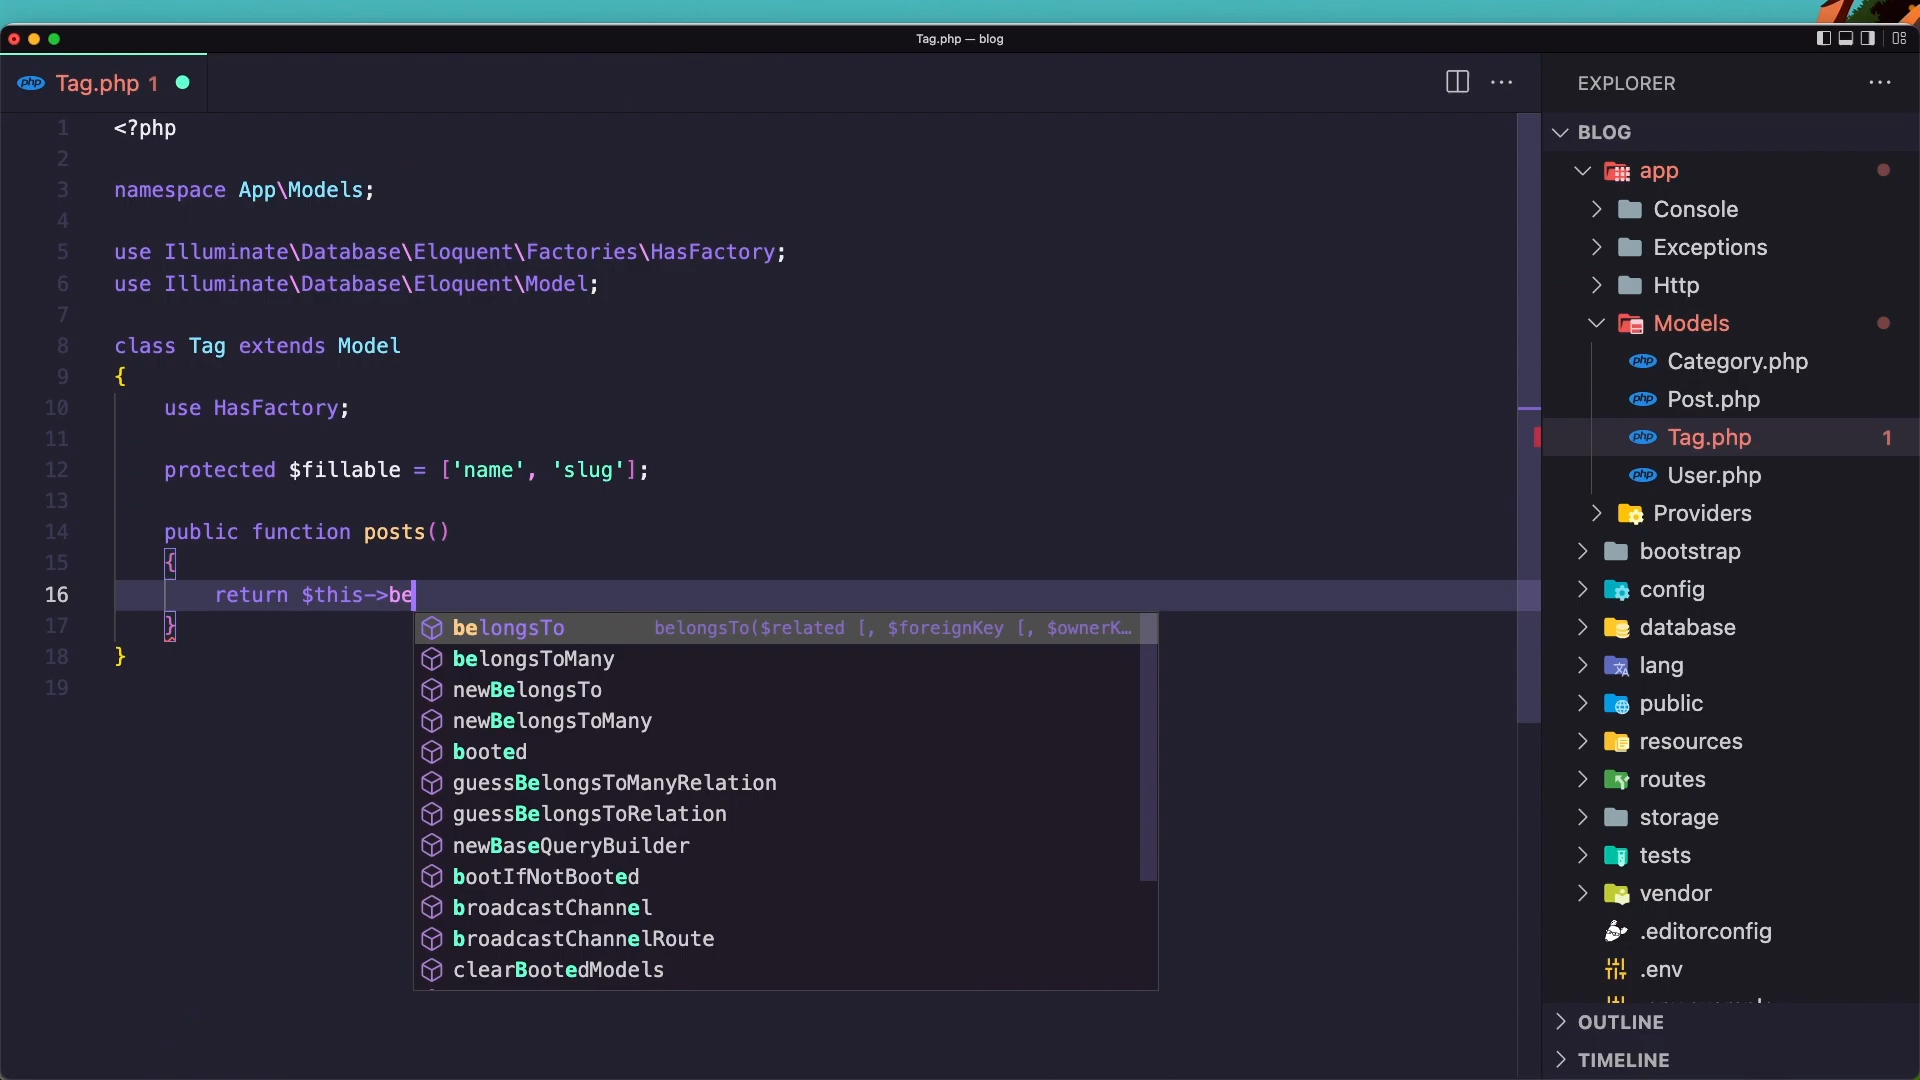 Tag.php — blog
php Tag.php 1
EXPLORER
BLOG
1 <?php
2
3 namespace App\Models;
4
5 use Illuminate\Database\Eloquent\Factories\HasFactory;
6 use Illuminate\Database\Eloquent\Model;
7
8 class Tag extends Model
9 {
10 use HasFactory;
11
12 protected $fillable = ['name', 'slug'];
13
14 public function posts()
15 {
16 return $this->be
17 }
18 }
19
belongsTo belongsTo($related [, $foreignKey [, $ownerK…
belongsToMany
newBelongsTo
newBelongsToMany
booted
guessBelongsToManyRelation
guessBelongsToRelation
newBaseQueryBuilder
bootIfNotBooted
broadcastChannel
broadcastChannelRoute
clearBootedModels
app
Console
Exceptions
Http
Models
php Category.php
php Post.php
php Tag.php 1
php User.php
Providers
bootstrap
config
database
lang
public
resources
routes
storage
tests
vendor
.editorconfig
.env
OUTLINE
TIMELINE